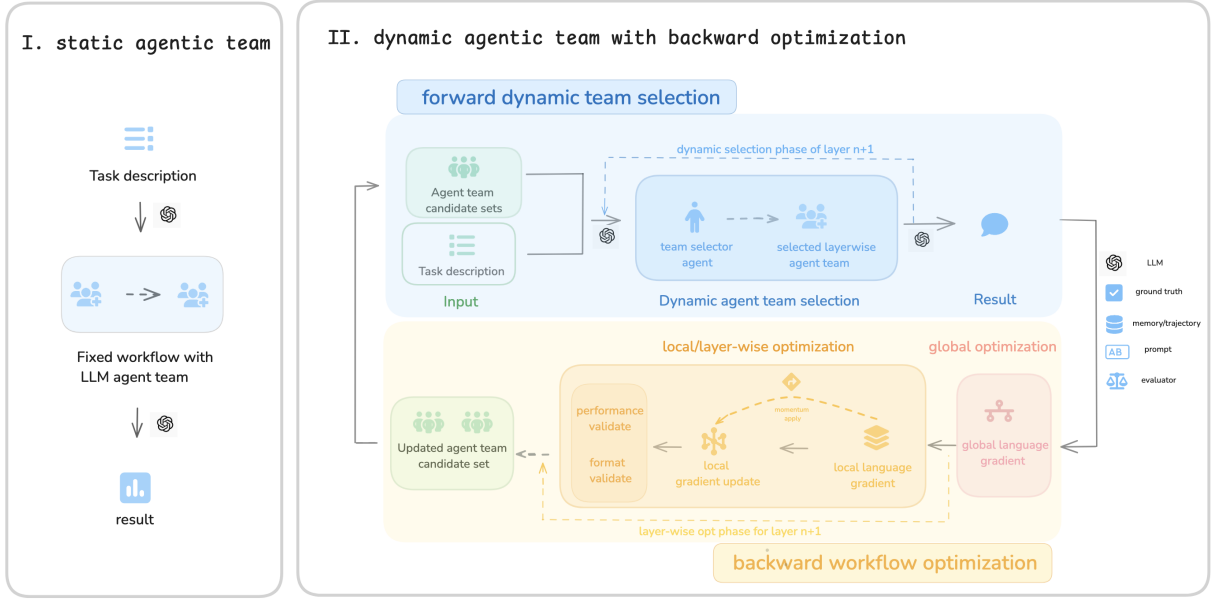 I. static agentic team
Task description
Fixed workflow with
LLM agent team
result
II. dynamic agentic team with backward optimization
forward dynamic team selection
dynamic selection phase of layer n+1
Agent team
candidate sets
Task description
Input
team selector
agent
selected layerwise
agent team
Dynamic agent team selection
Result
LLM
ground truth
memory/trajectory
AB
prompt
evaluator
local/layer-wise optimization
global optimization
Updated agent team
candidate set
performance
validate
format
validate
momentum
apply
local
gradient update
local language
gradient
global language
gradient
layer-wise opt phase for layer n+1
backward workflow optimization